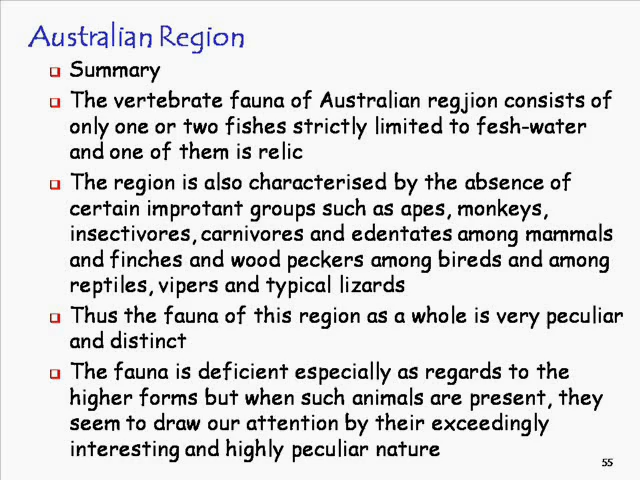 Australian Region
Summary
The vertebrate fauna of Australian regjion consists of
only one or two fishes strictly limited to fesh-water
and one of them is relic
The region is also characterised by the absence of
certain improtant groups such as apes, monkeys,
insectivores, carnivores and edentates among mammals
and finches and wood peckers among bireds and among
reptiles, vipers and typical lizards
Thus the fauna of this region as a whole is very peculiar
and distinct
The fauna is deficient especially as regards to the
higher forms but when such animals are present, they
seem to draw our attention by their exceedingly
interesting and highly peculiar nature
55